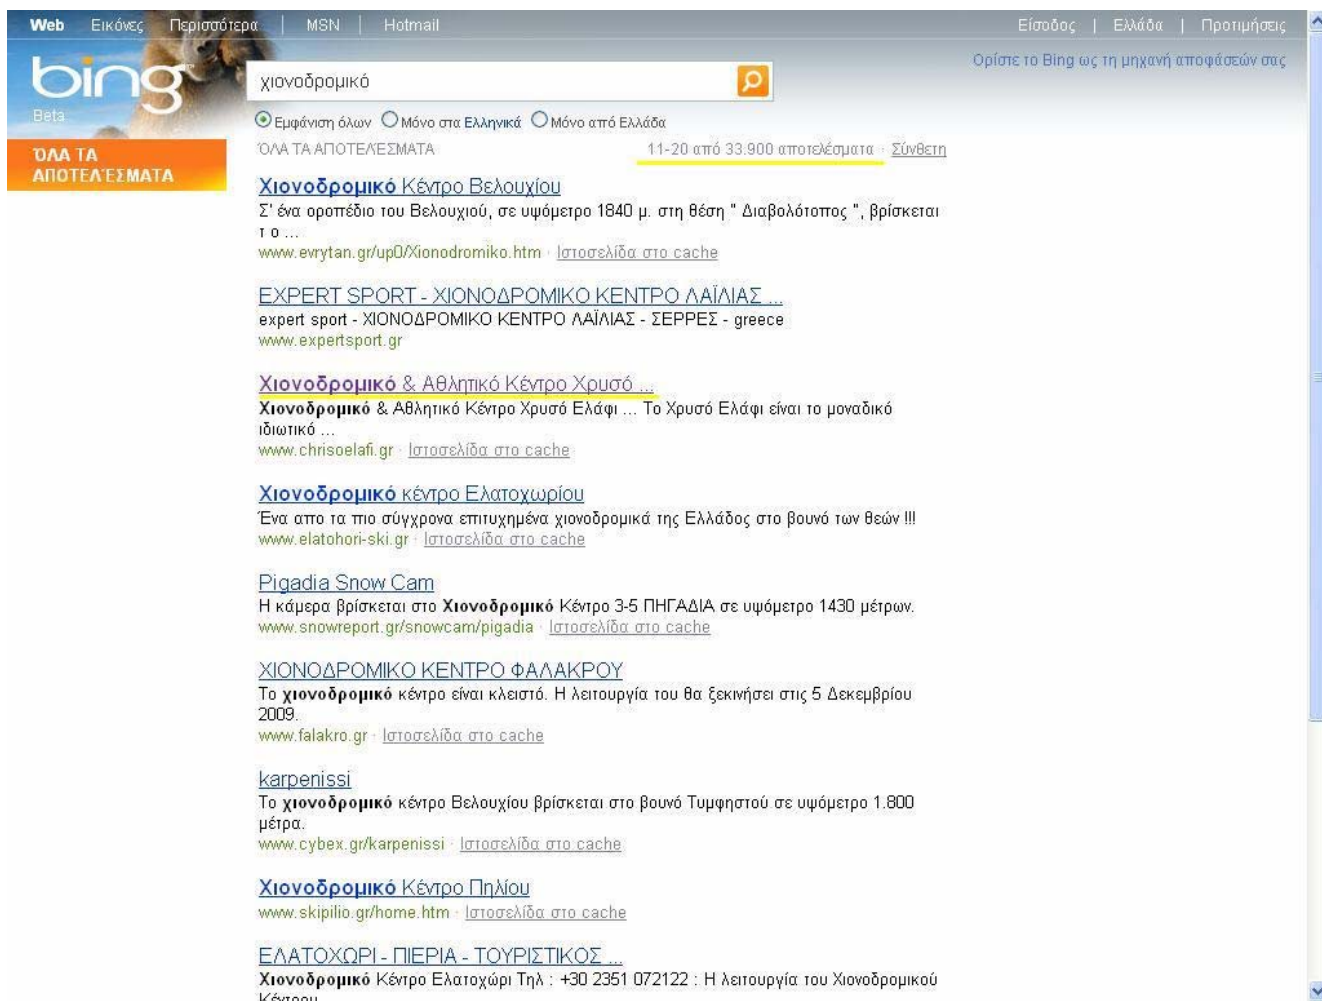 Web Εικόνες Περισσότερα | MSN | Hotmail
Είσοδος | Ελλάδα | Προτιμήσεις
Ορίστε το Bing ως τη μηχανή αποφάσεών σας
bing™
Beta
χιονοδρομικό
Εμφάνιση όλων Μόνο στα Ελληνικά Μόνο από Ελλάδα
ΌΛΑ ΤΑ
ΑΠΟΤΕΛΈΣΜΑΤΑ
ΌΛΑ ΤΑ ΑΠΟΤΕΛΈΣΜΑΤΑ
11-20 από 33.900 αποτελέσματα · Σύνθετη
Χιονοδρομικό Κέντρο Βελουχίου
Σ' ένα οροπέδιο του Βελουχιού, σε υψόμετρο 1840 μ. στη θέση " Διαβολότοπος ", βρίσκεται
τ ο ...
www.evrytan.gr/up0/Xionodromiko.htm · Ιστοσελίδα στο cache
EXPERT SPORT - ΧΙΟΝΟΔΡΟΜΙΚΟ ΚΕΝΤΡΟ ΛΑΪΛΙΑΣ ...
expert sport - ΧΙΟΝΟΔΡΟΜΙΚΟ ΚΕΝΤΡΟ ΛΑΪΛΙΑΣ - ΣΕΡΡΕΣ - greece
www.expertsport.gr
Χιονοδρομικό & Αθλητικό Κέντρο Χρυσό ...
Χιονοδρομικό & Αθλητικό Κέντρο Χρυσό Ελάφι ... Το Χρυσό Ελάφι είναι το μοναδικό
ιδιωτικό ...
www.chrisoelafi.gr · Ιστοσελίδα στο cache
Χιονοδρομικό κέντρο Ελατοχωρίου
Ένα απο τα πιο σύγχρονα επιτυχημένα χιονοδρομικά της Ελλάδος στο βουνό των θεών !!!
www.elatohori-ski.gr · Ιστοσελίδα στο cache
Pigadia Snow Cam
Η κάμερα βρίσκεται στο Χιονοδρομικό Κέντρο 3-5 ΠΗΓΑΔΙΑ σε υψόμετρο 1430 μέτρων.
www.snowreport.gr/snowcam/pigadia · Ιστοσελίδα στο cache
ΧΙΟΝΟΔΡΟΜΙΚΟ ΚΕΝΤΡΟ ΦΑΛΑΚΡΟΥ
Το χιονοδρομικό κέντρο είναι κλειστό. Η λειτουργία του θα ξεκινήσει στις 5 Δεκεμβρίου
2009.
www.falakro.gr · Ιστοσελίδα στο cache
karpenissi
Το χιονοδρομικό κέντρο Βελουχίου βρίσκεται στο βουνό Τυμφηστού σε υψόμετρο 1.800
μέτρα.
www.cybex.gr/karpenissi · Ιστοσελίδα στο cache
Χιονοδρομικό Κέντρο Πηλίου
www.skipilio.gr/home.htm · Ιστοσελίδα στο cache
ΕΛΑΤΟΧΩΡΙ - ΠΙΕΡΙΑ - ΤΟΥΡΙΣΤΙΚΟΣ ...
Χιονοδρομικό Κέντρο Ελατοχώρι Τηλ : +30 2351 072122 : Η λειτουργία του Χιονοδρομικού